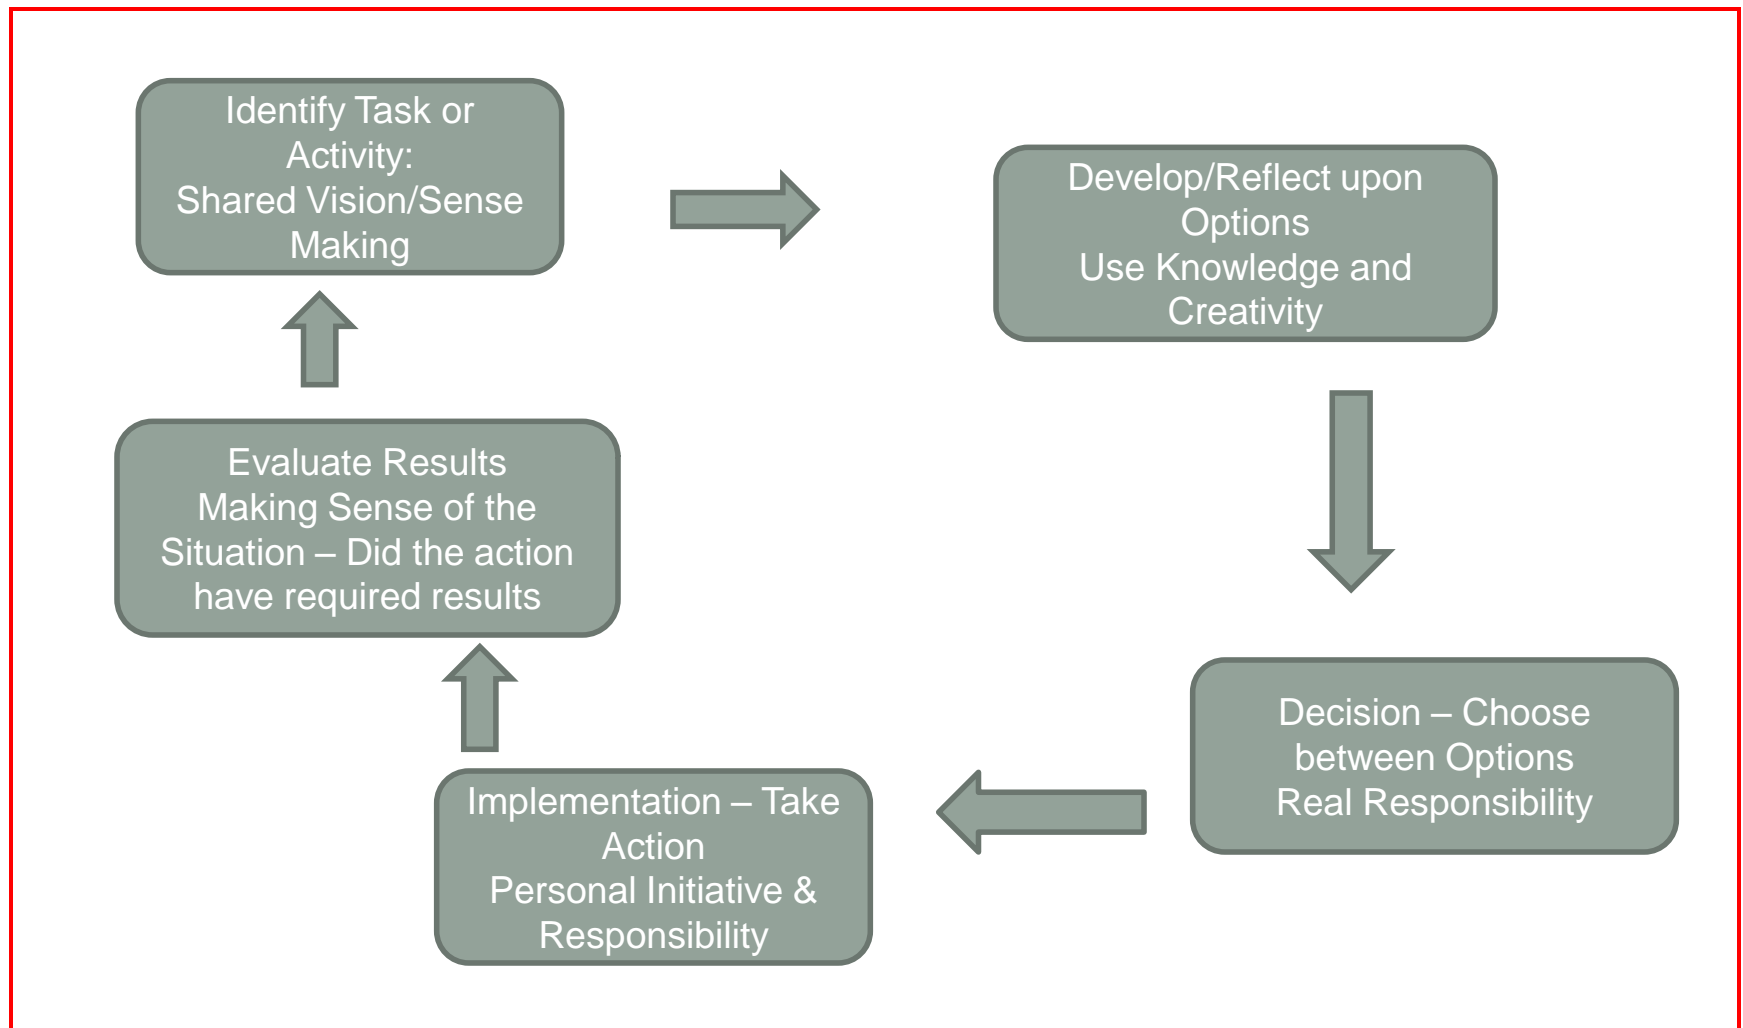 Identify Task or
Activity:
Shared Vision/Sense
Making
Develop/Reflect upon
Options
Use Knowledge and
Creativity
Decision – Choose
between Options
Real Responsibility
Implementation – Take
Action
Personal Initiative &
Responsibility
Evaluate Results
Making Sense of the
Situation – Did the action
have required results